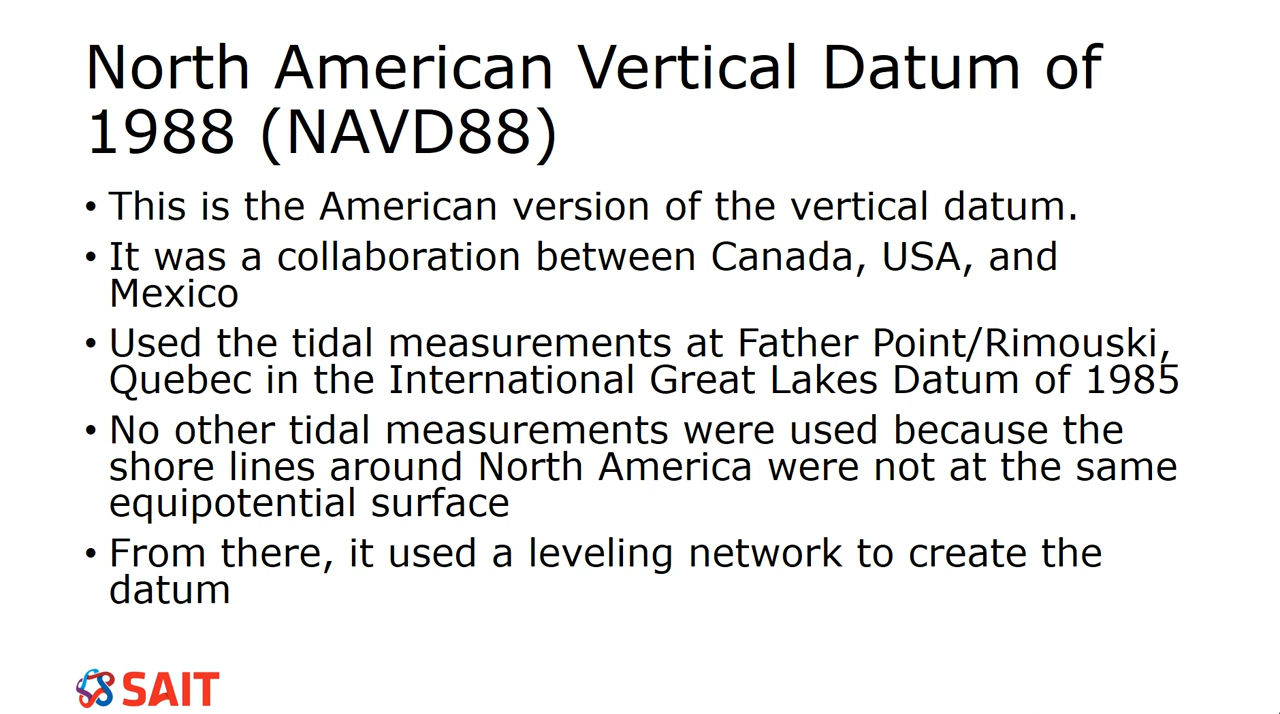 North American Vertical Datum of
1988 (NAVD88)
• This is the American version of the vertical datum.
• It was a collaboration between Canada, USA, and
Mexico
• Used the tidal measurements at Father Point/Rimouski,
Quebec in the International Great Lakes Datum of 1985
• No other tidal measurements were used because the
shore lines around North America were not at the same
equipotential surface
• From there, it used a leveling network to create the
datum
SAIT